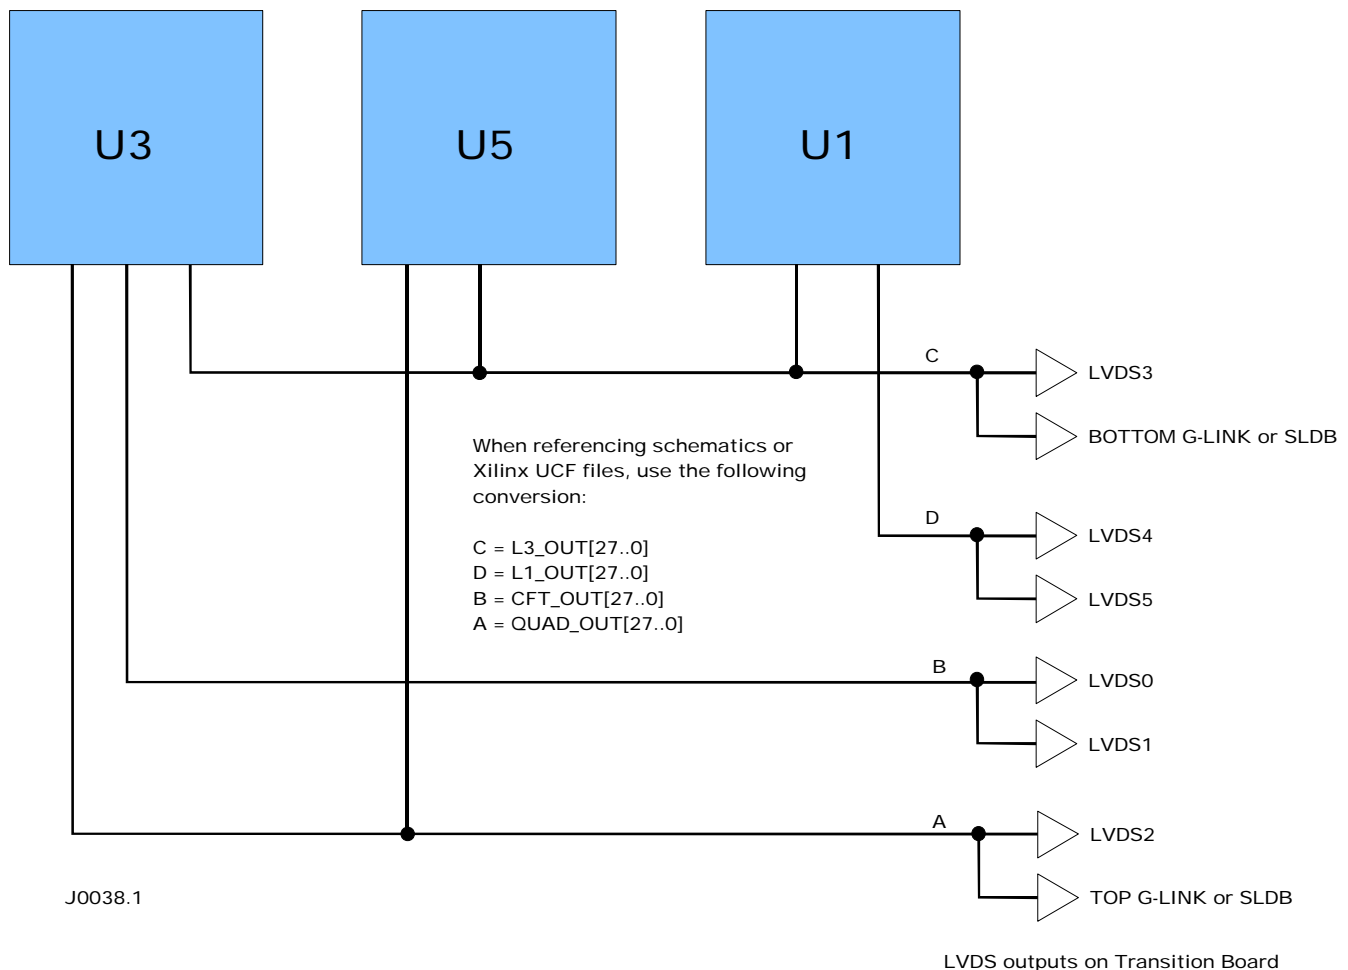 U3
U5
U1
C
LVDS3
BOTTOM G-LINK or SLDB
When referencing schematics or
Xilinx UCF files, use the following
conversion:
C = L3_OUT[27..0]
D = L1_OUT[27..0]
B = CFT_OUT[27..0]
A = QUAD_OUT[27..0]
D
LVDS4
LVDS5
B
LVDS0
LVDS1
A
LVDS2
J0038.1
TOP G-LINK or SLDB
LVDS outputs on Transition Board